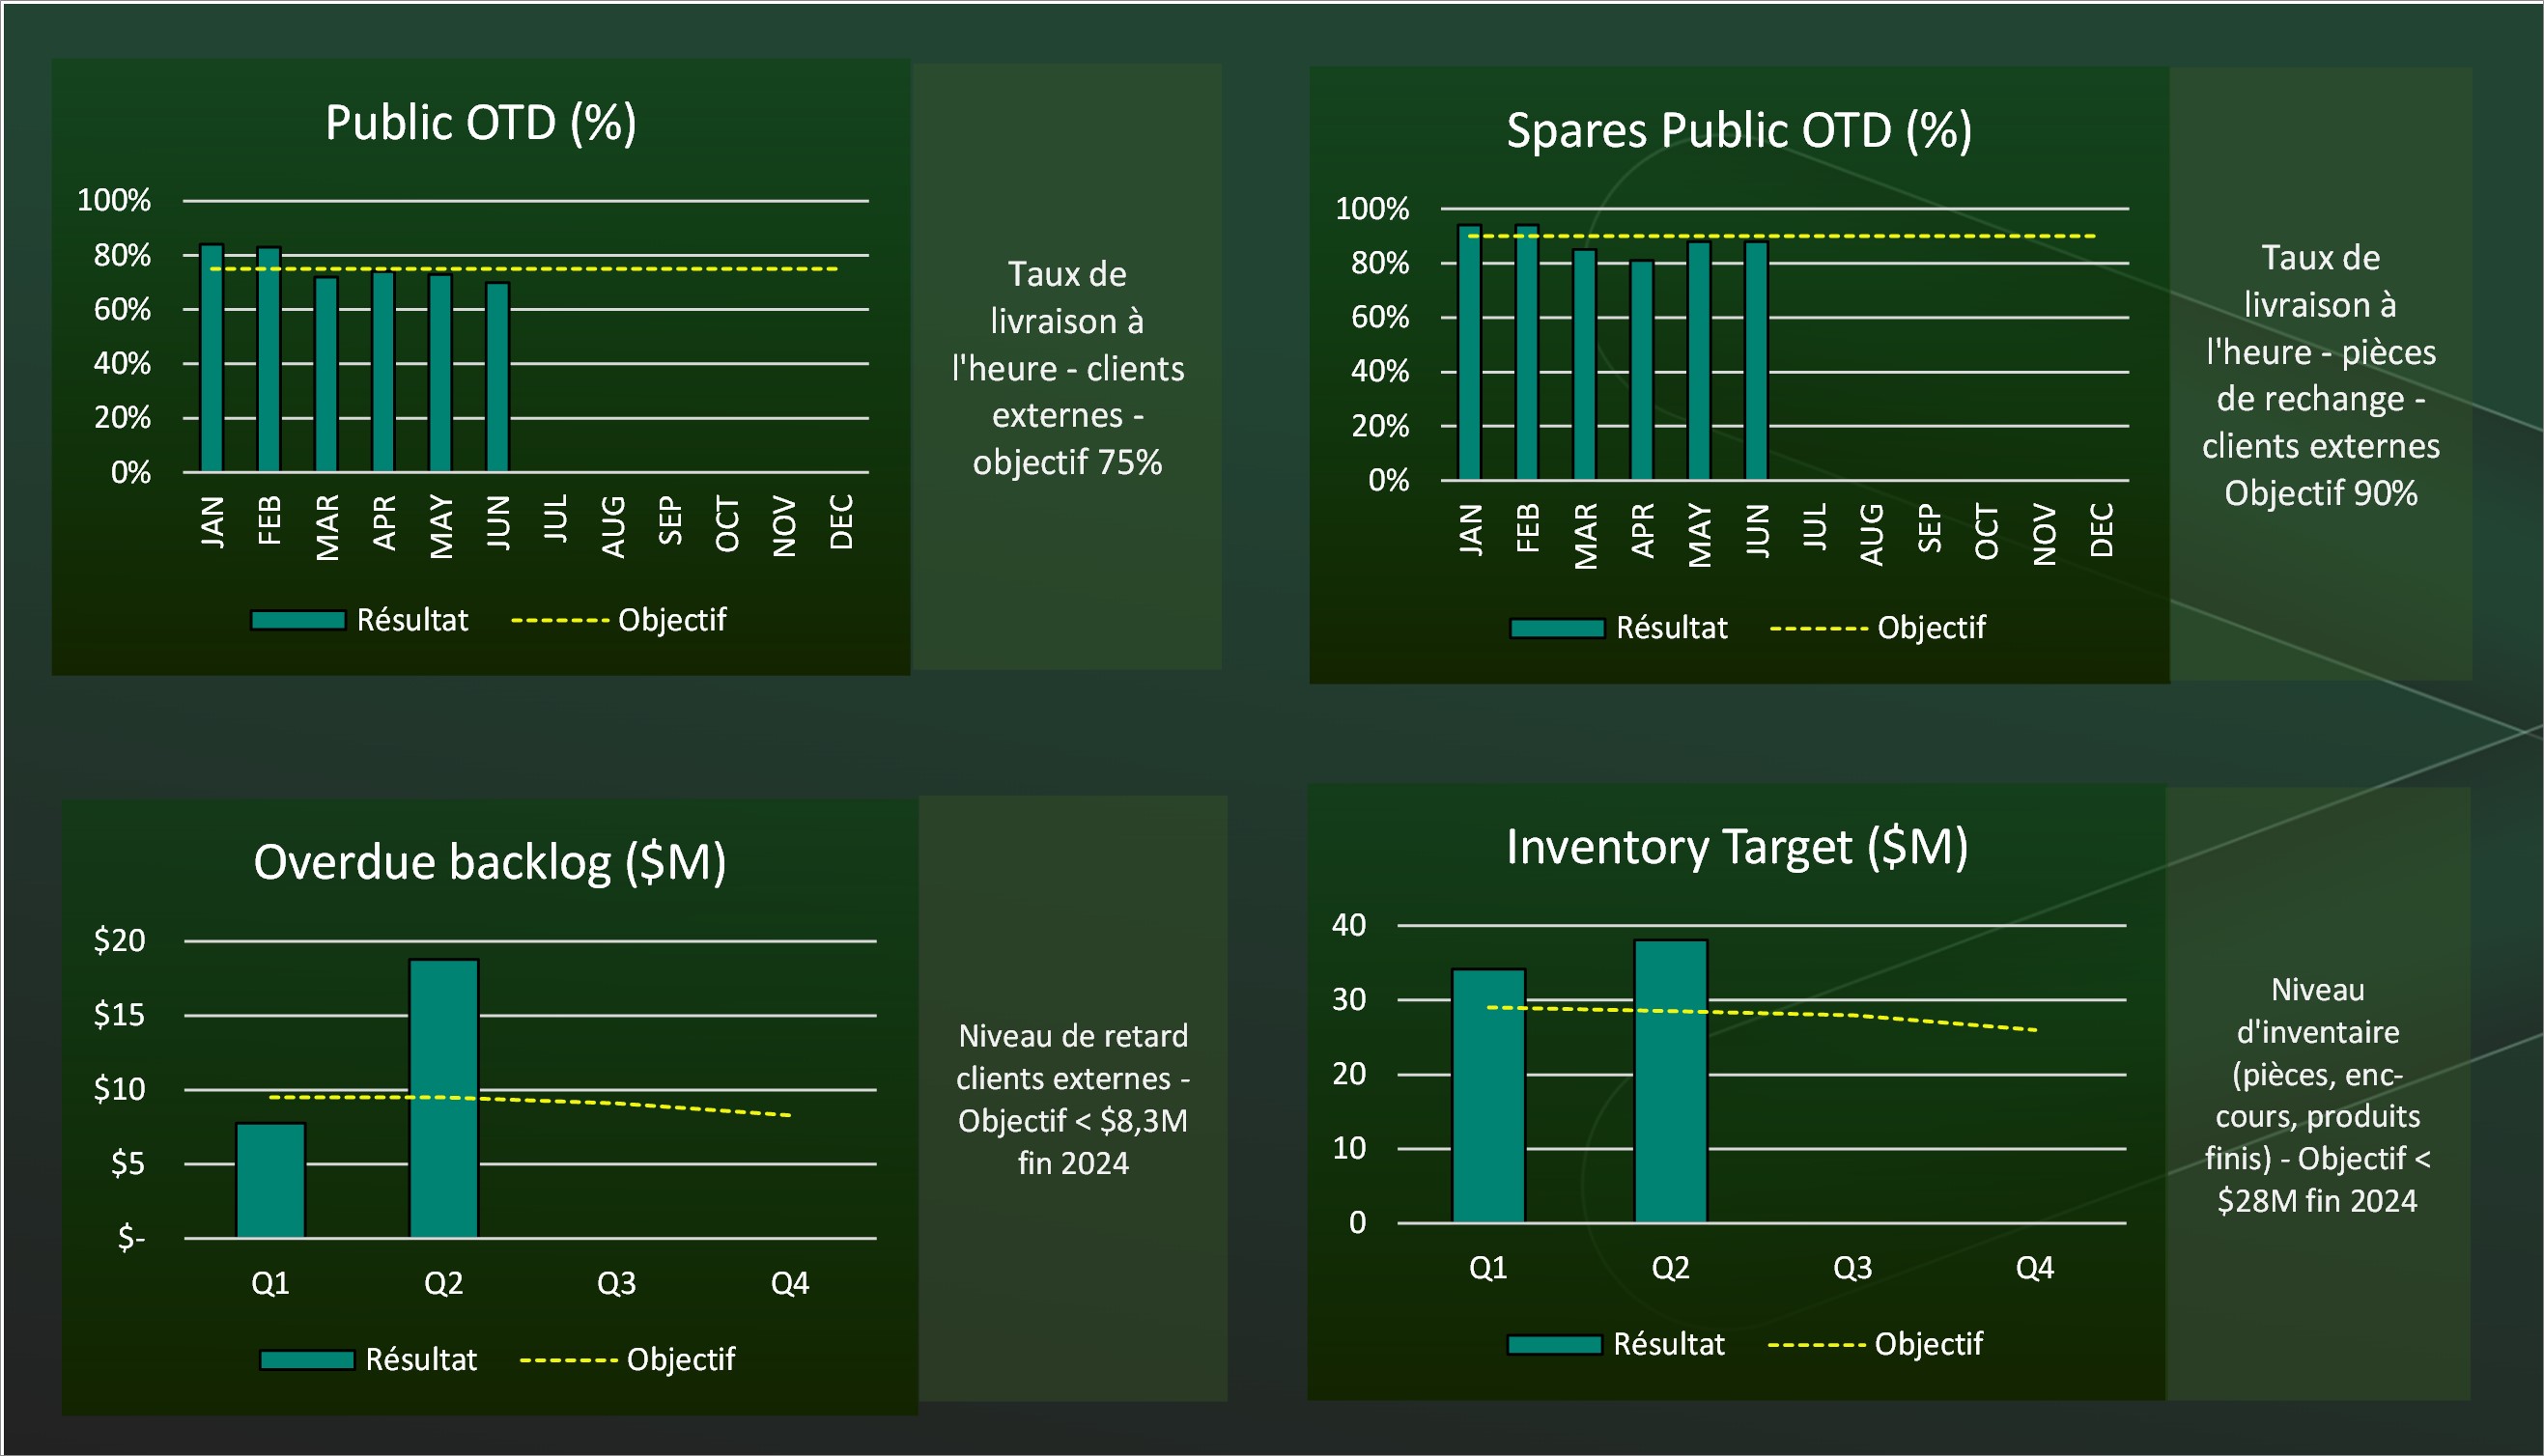 Public OTD (%)
100%
80%
60%
40%
20%
0%
JAN FEB MAR APR MAY JUN JUL AUG SEP OCT NOV DEC
Résultat Objectif
Taux de
livraison à
l'heure - clients
externes -
objectif 75%
Spares Public OTD (%)
100%
80%
60%
40%
20%
0%
JAN FEB MAR APR MAY JUN JUL AUG SEP OCT NOV DEC
Résultat Objectif
Taux de
livraison à
l'heure - pièces
de rechange -
clients externes
Objectif 90%
Overdue backlog ($M)
$20
$15
$10
$5
$-
Q1 Q2 Q3 Q4
Résultat Objectif
Niveau de retard
clients externes -
Objectif < $8,3M
fin 2024
Inventory Target ($M)
40
30
20
10
0
Q1 Q2 Q3 Q4
Résultat Objectif
Niveau
d'inventaire
(pièces, enc-
cours, produits
finis) - Objectif <
$28M fin 2024